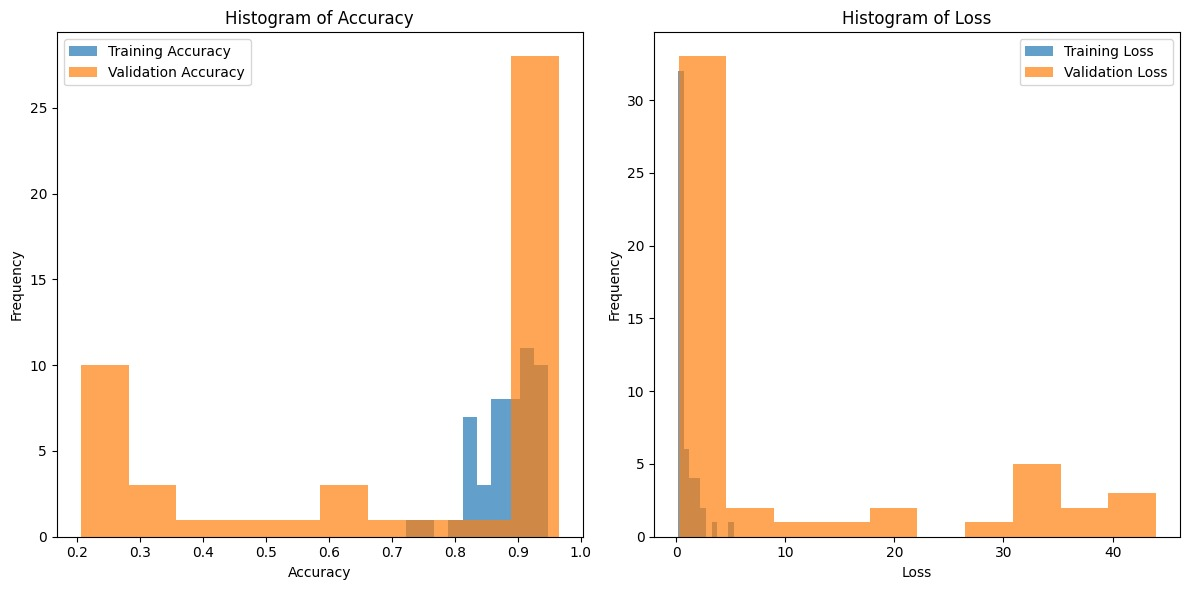 Histogram of Accuracy
Training Accuracy
Validation Accuracy
25
20
15
10
5
0
Frequency
0.2 0.3 0.4 0.5 0.6 0.7 0.8 0.9 1.0
Accuracy
Histogram of Loss
Training Loss
Validation Loss
30
25
20
15
10
5
0
Frequency
0 10 20 30 40
Loss